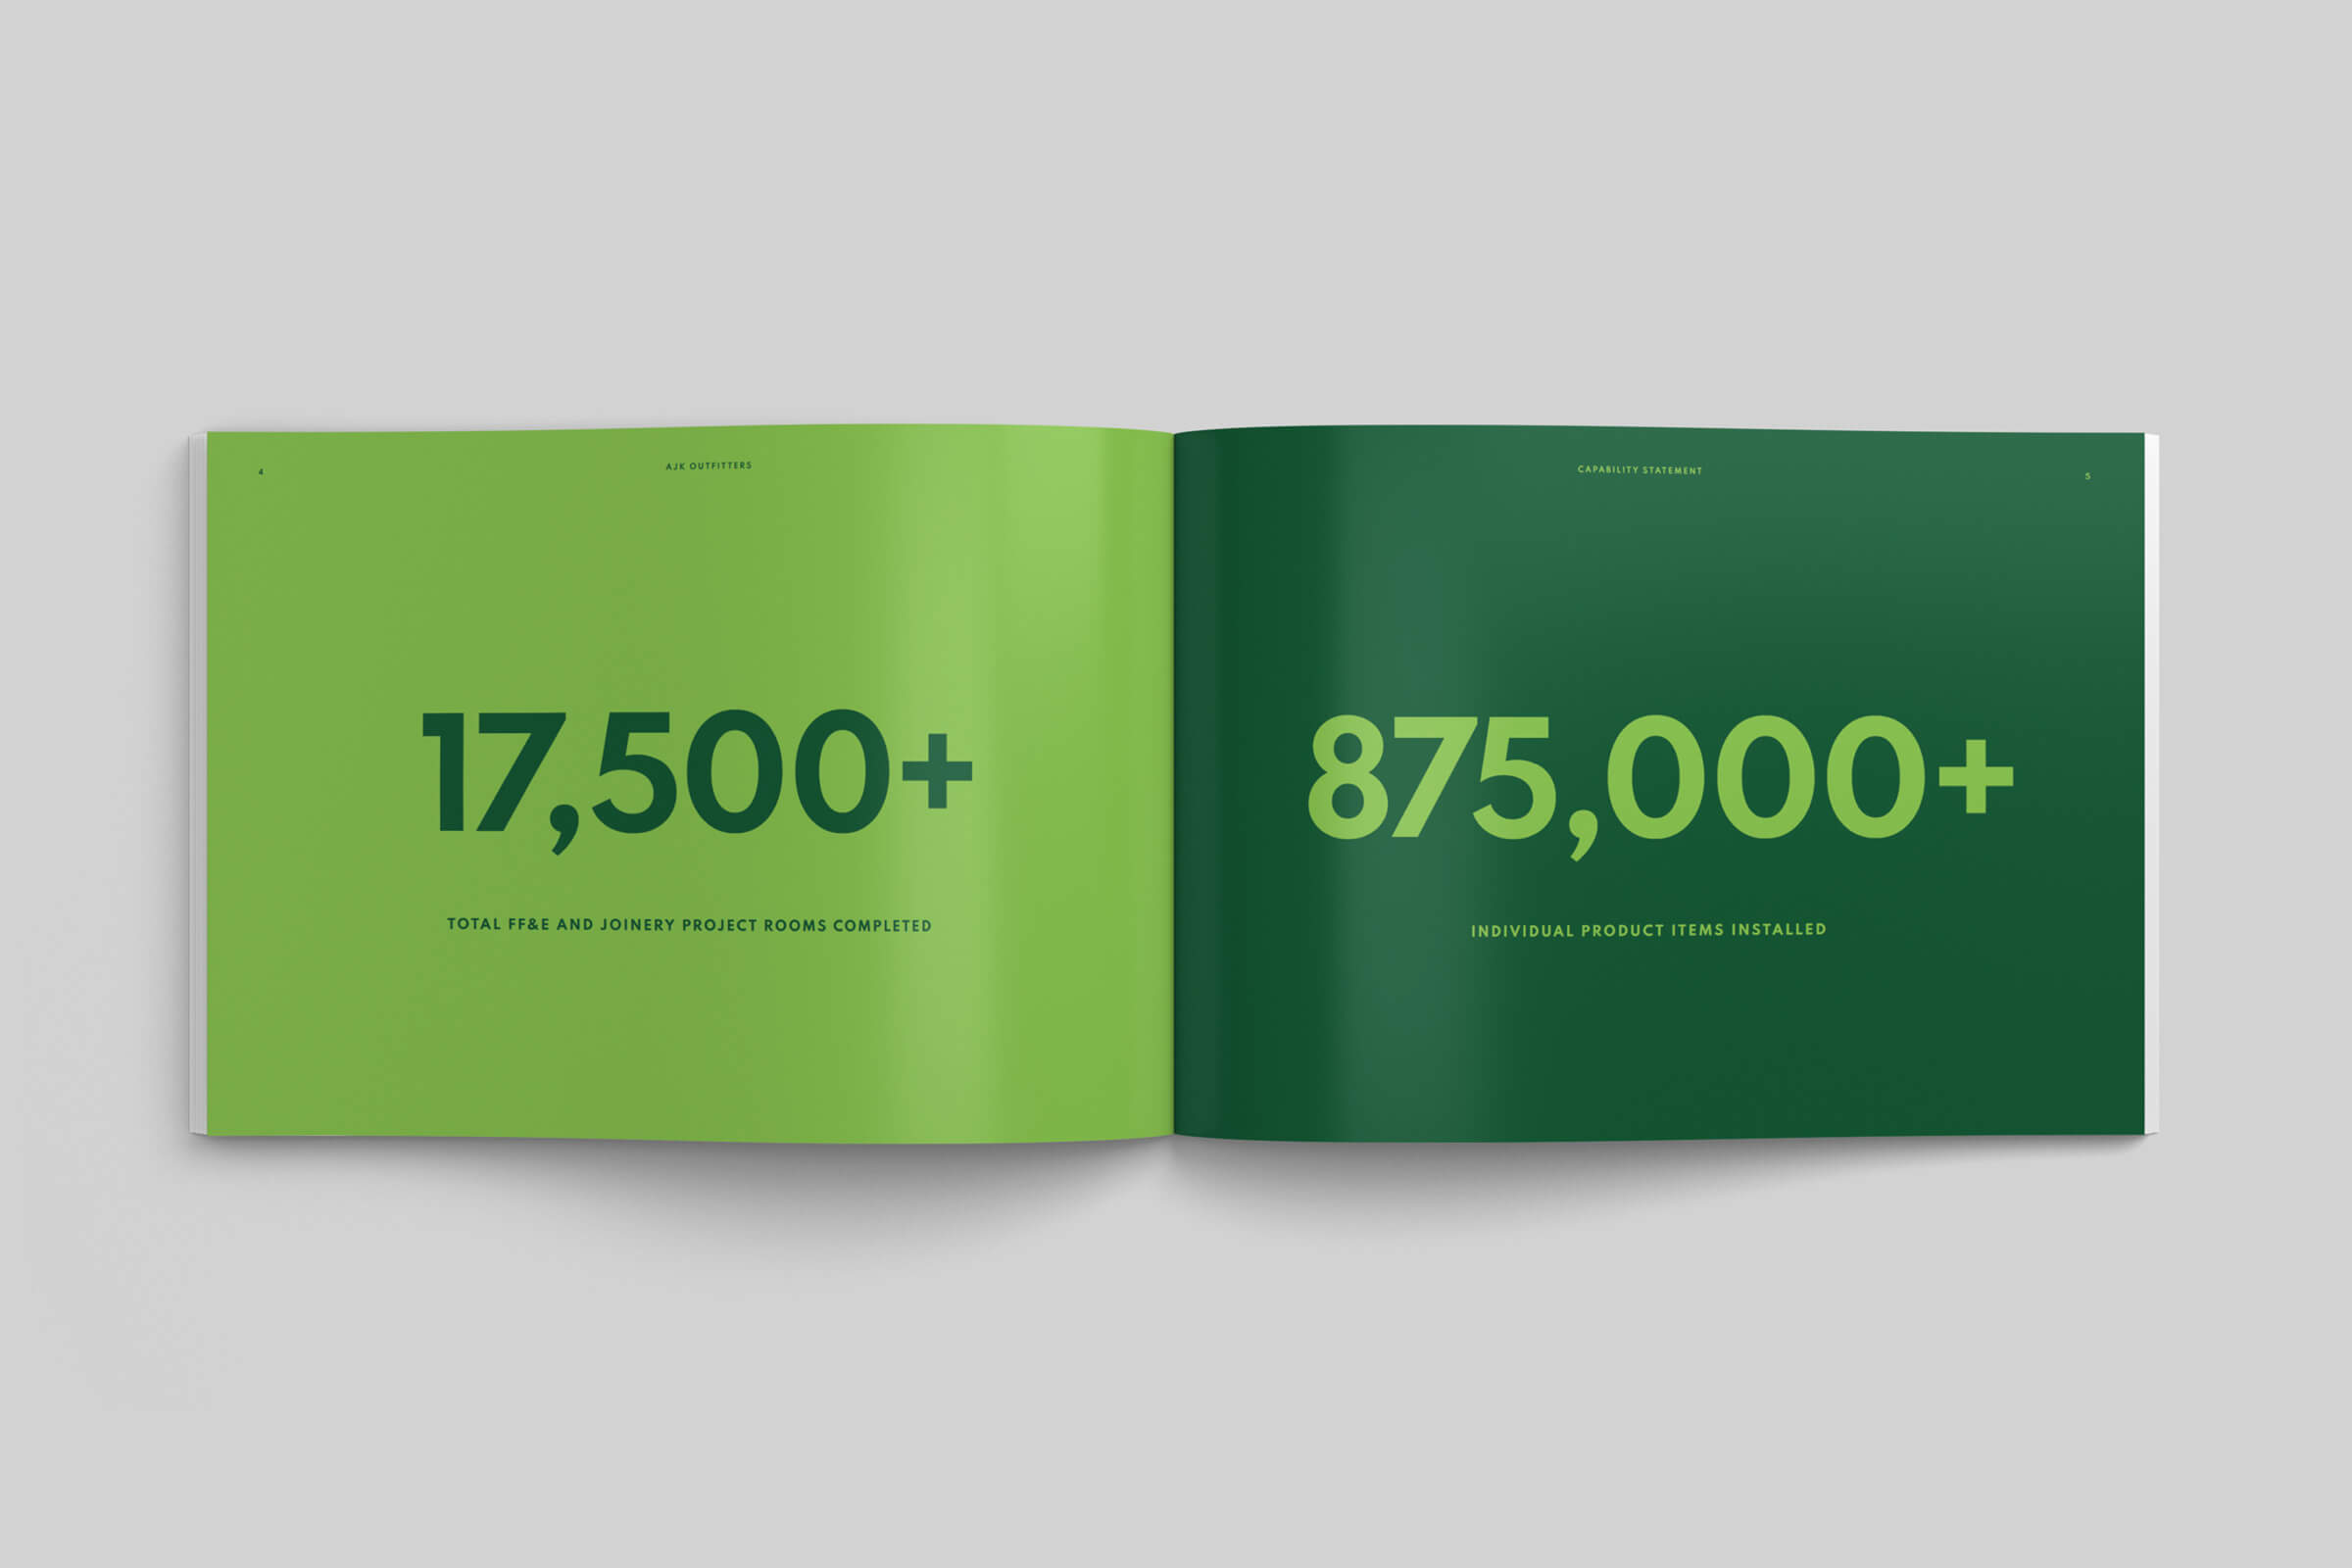 4
AJK OUTFITTERS
17,500+
TOTAL FF&E AND JOINERY PROJECT ROOMS COMPLETED
CAPABILITY STATEMENT
5
875,000+
INDIVIDUAL PRODUCT ITEMS INSTALLED